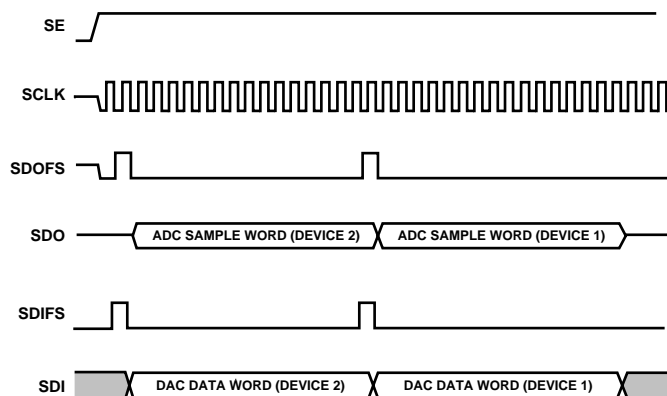 SE
SCLK
SDOFS
SDO
ADC SAMPLE WORD (DEVICE 2)
ADC SAMPLE WORD (DEVICE 1)
SDIFS
SDI
DAC DATA WORD (DEVICE 2)
DAC DATA WORD (DEVICE 1)